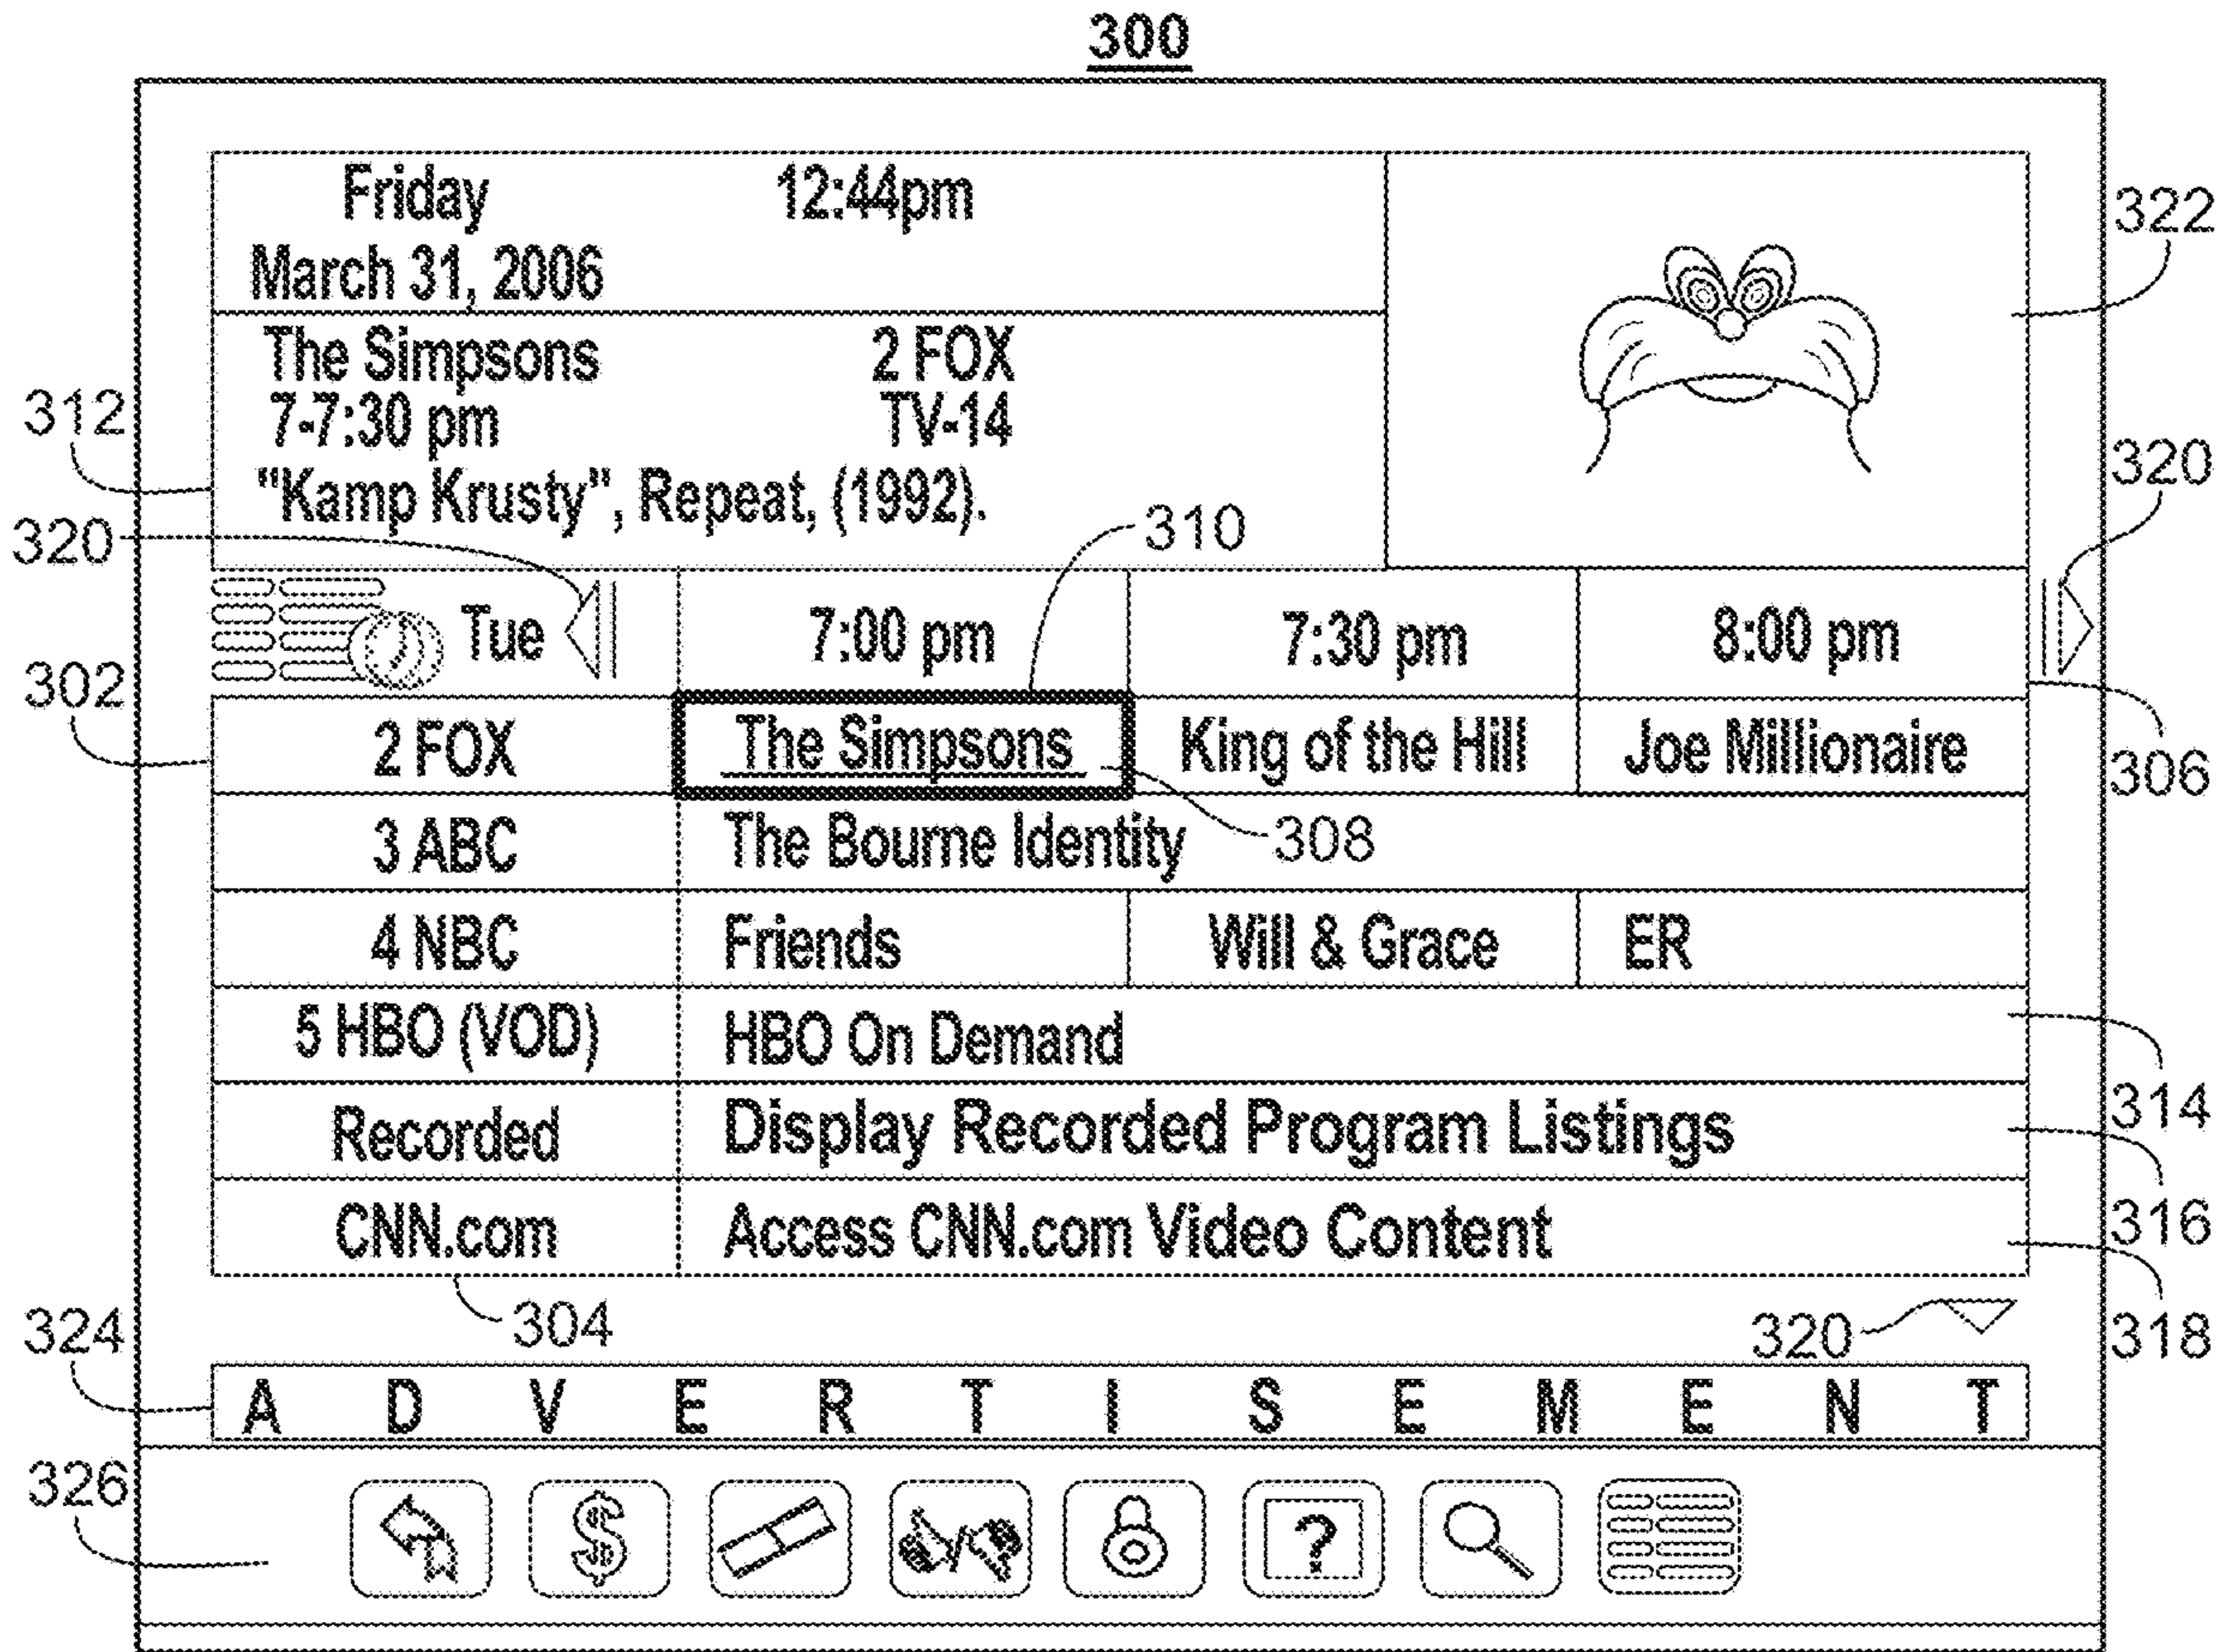 300
Friday 12:44pm
March 31, 2006
322
The Simpsons 2 FOX
312 7-7:30 pm TV-14
320
"Kamp Krusty", Repeat, (1992).
320 310
Tue 7:00 pm 7:30 pm 8:00 pm
302
2 FOX The Simpsons King of the Hill Joe Millionaire
306
3 ABC The Bourne Identity 308
4 NBC Friends Will & Grace ER
5 HBO (VOD) HBO On Demand
314
Recorded Display Recorded Program Listings
316
CNN.com Access CNN.com Video Content
324 304 320 318
A D V E R T I S E M E N T
326
$ / ?